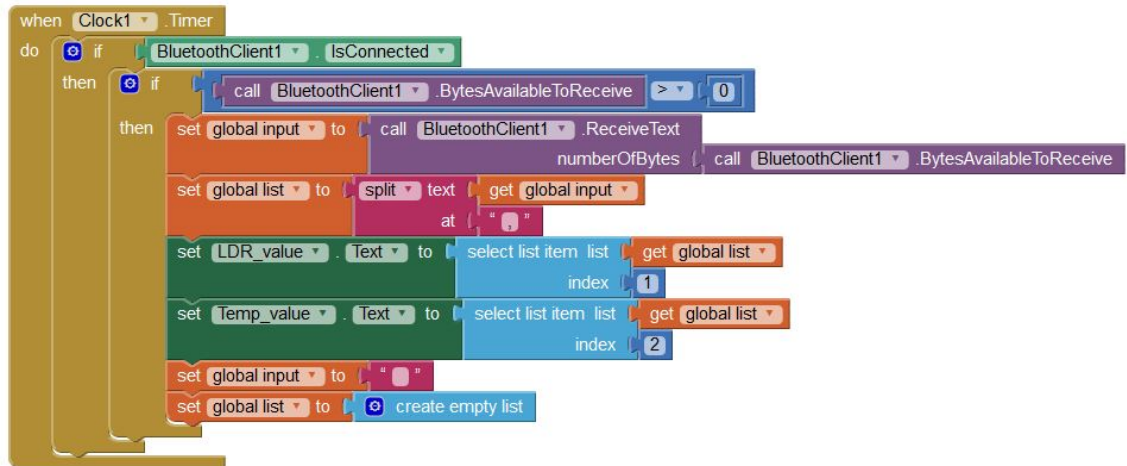 when Clock1 .Timer
do if BluetoothClient1 . IsConnected
then if call BluetoothClient1 .BytesAvailableToReceive > 0
then set global input to call BluetoothClient1 .ReceiveText
numberOfBytes call BluetoothClient1 .BytesAvailableToReceive
set global list to split text get global input
at " , "
set LDR_value . Text to select list item list get global list
index 1
set Temp_value . Text to select list item list get global list
index 2
set global input to " "
set global list to create empty list